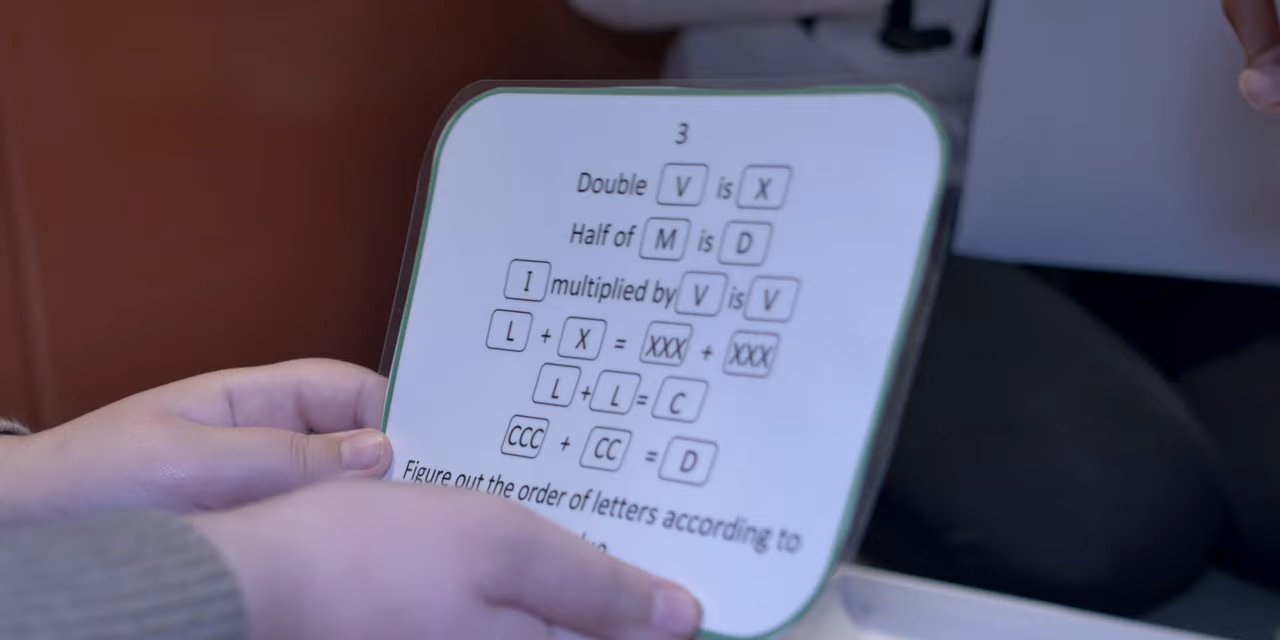 3
Double V is X
Half of M is D
I multiplied by V is V
L + X = XXX + XXX
L + L = C
CCC + CC = D
Figure out the order of letters according to